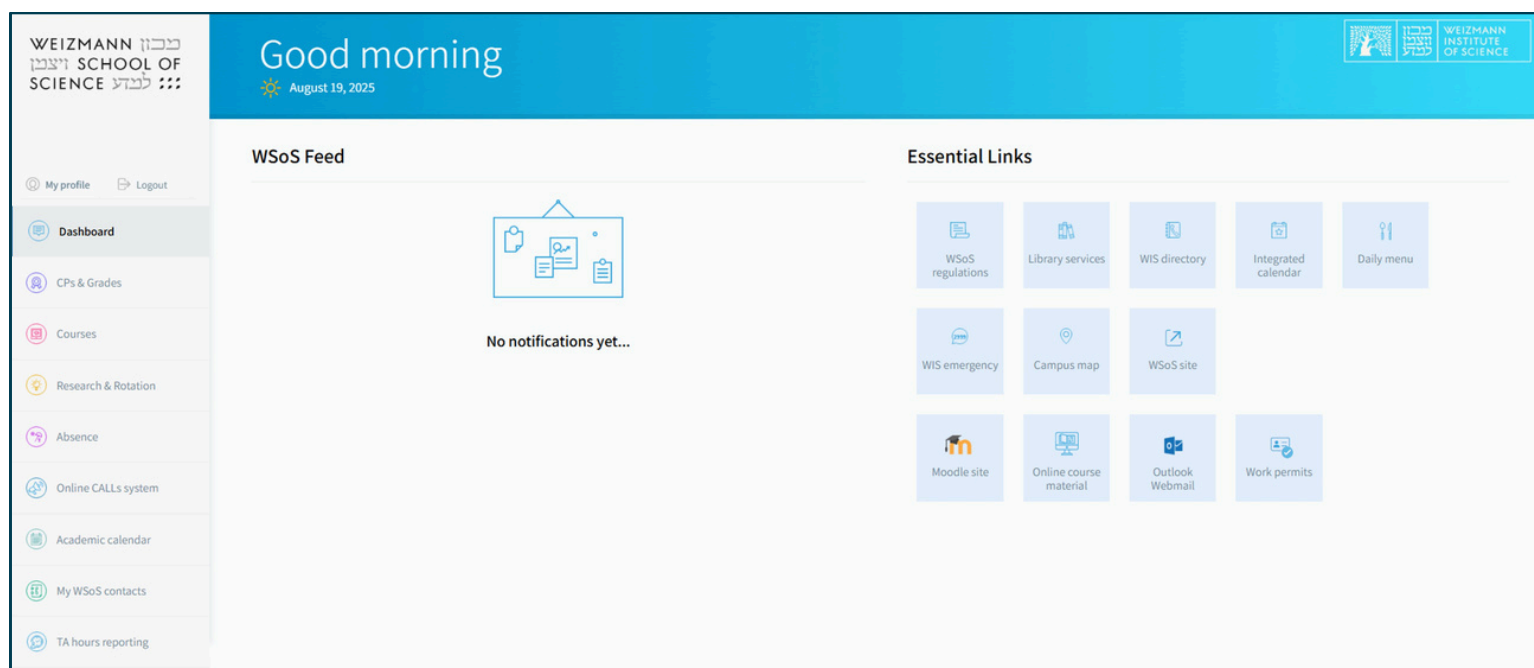 WEIZMANN מכון
ויצמן SCHOOL OF
SCIENCE למדע
My profile
Logout
Dashboard
CPs & Grades
Courses
Research & Rotation
Absence
Online CALLs system
Academic calendar
My WSoS contacts
TA hours reporting
Good morning
August 19, 2025
מכון
ויצמן
למדע
WEIZMANN
INSTITUTE
OF SCIENCE
WSoS Feed
No notifications yet...
Essential Links
WSoS
regulations
Library services
WIS directory
Integrated
calendar
Daily menu
WIS emergency
Campus map
WSoS site
Moodle site
Online course
material
Outlook
Webmail
Work permits